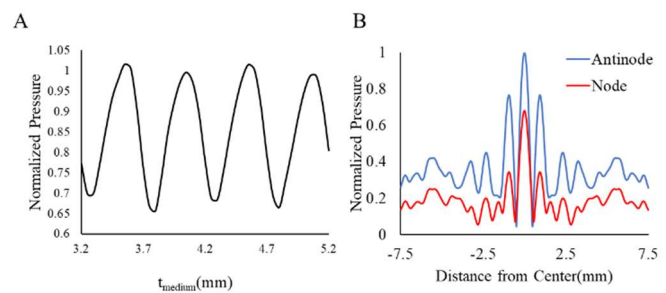 A
Normalized Pressure
1.05
1
0.95
0.9
0.85
0.8
0.75
0.7
0.65
0.6
3.2 3.7 4.2 4.7 5.2
tmedium(mm)
B
Normalized Pressure
1
0.8
0.6
0.4
0.2
0
Antinode
Node
-7.5 -2.5 2.5 7.5
Distance from Center(mm)